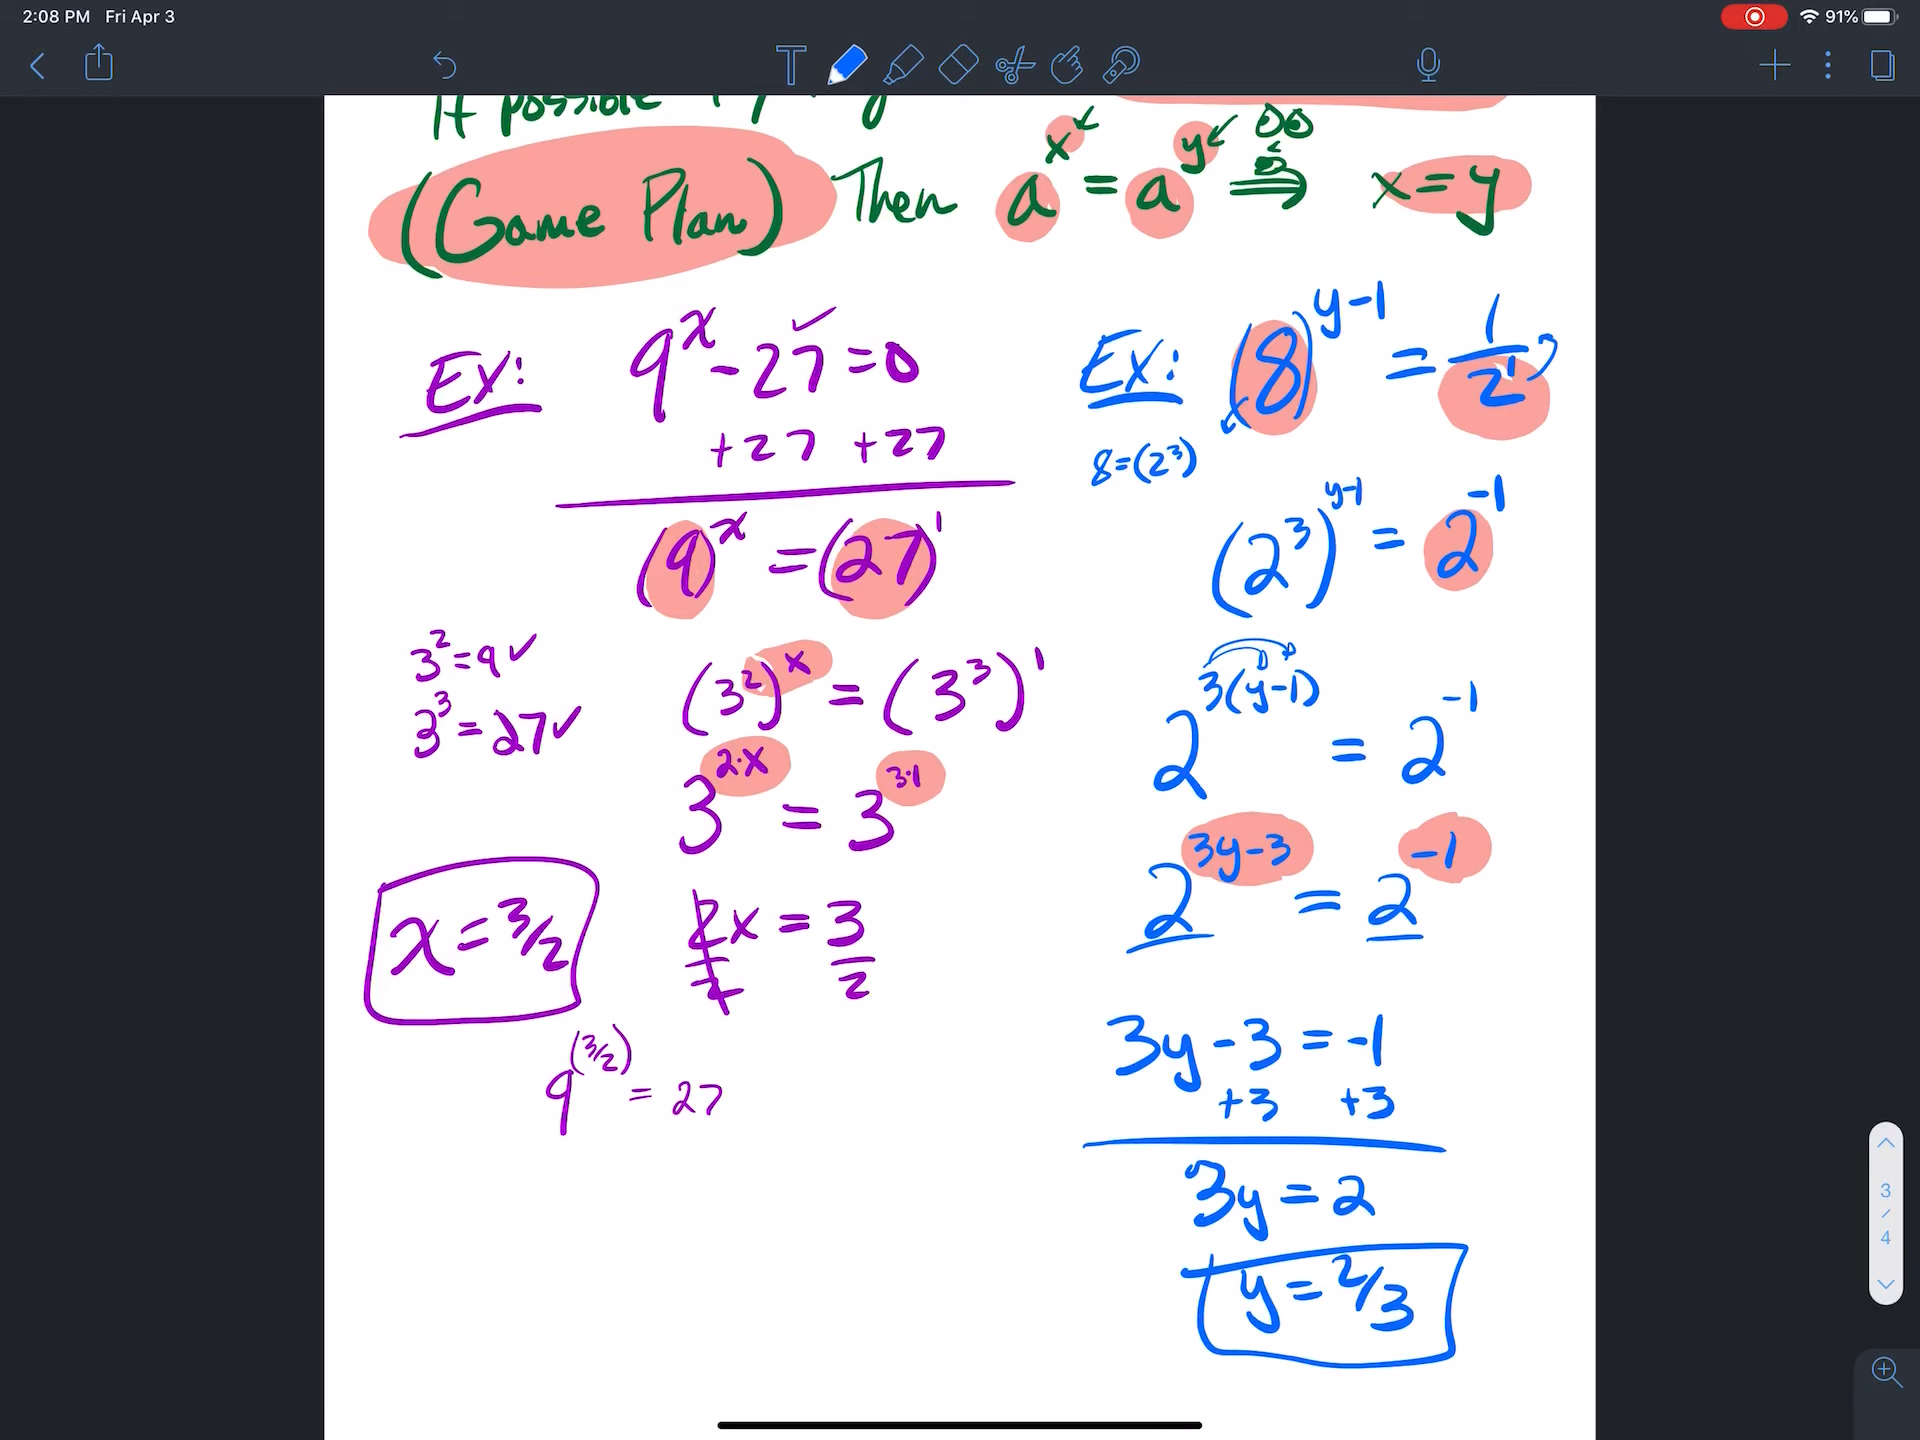 2:08 PM Fri Apr 3
91%
If possible
(Game Plan) Then a^x = a^y ⇒ x=y
Ex: 9^x - 27 = 0
+27 +27
(9)^x = (27)^1
3^2 = 9 ✓
3^3 = 27 ✓
(3^2)^x = (3^3)^1
3^(2·x) = 3^(3·1)
2x = 3
2 2
x = 3/2
9^(3/2) = 27
Ex: (8)^(y-1) = 1/2^1
8=(2^3)
(2^3)^(y-1) = 2^-1
2^3(y-1) = 2^-1
2^(3y-3) = 2^-1
3y - 3 = -1
+3 +3
3y = 2
y = 2/3
3
/
4